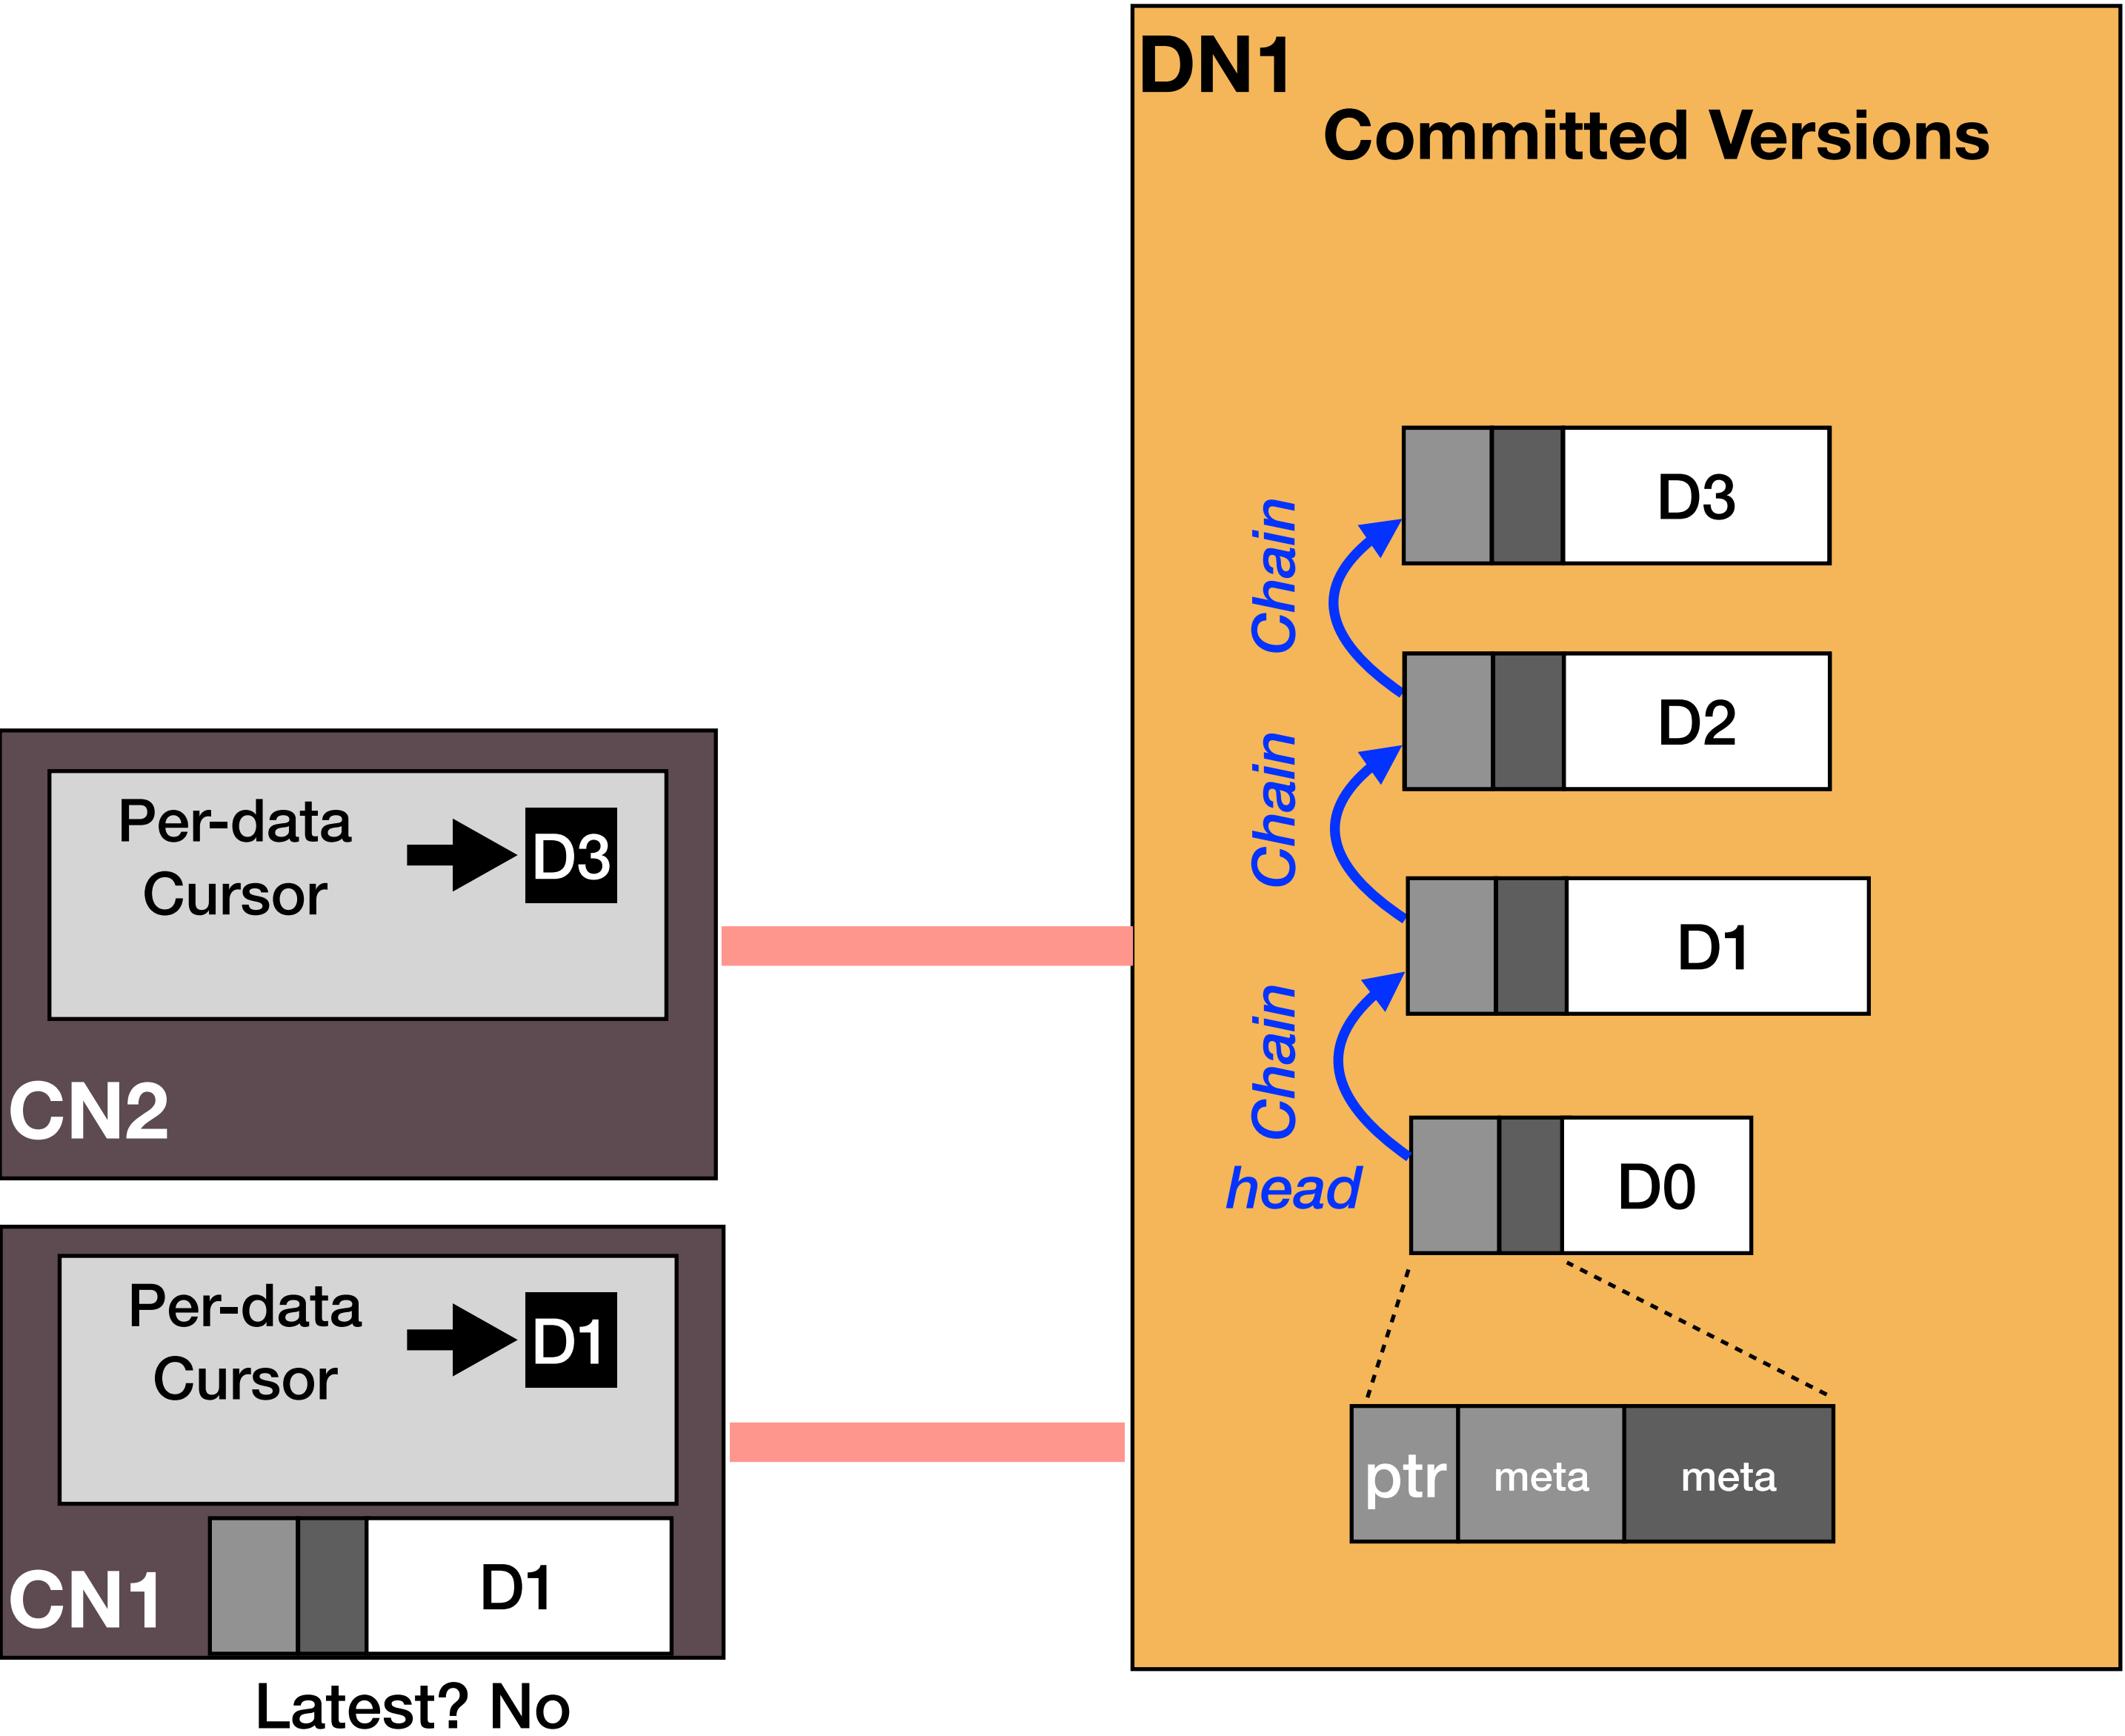 DN1
Committed Versions
D3
Chain
D2
Chain
D1
Chain
head
D0
ptr
meta
meta
Per-data
Cursor
D3
CN2
Per-data
Cursor
D1
CN1
D1
Latest? No